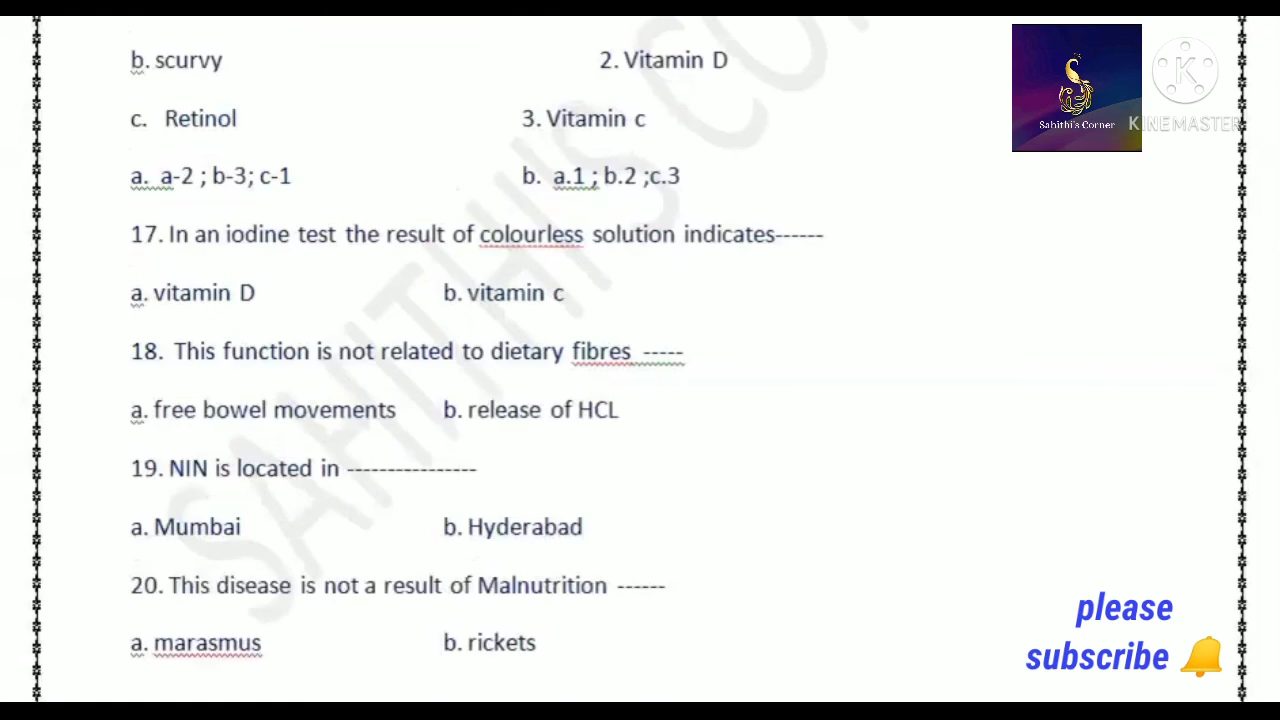 b. scurvy 2. Vitamin D
c. Retinol 3. Vitamin c
a. a-2 ; b-3; c-1 b. a.1 ; b.2 ;c.3
17. In an iodine test the result of colourless solution indicates------
a. vitamin D b. vitamin c
18. This function is not related to dietary fibres -----
a. free bowel movements b. release of HCL
19. NIN is located in ----------------
a. Mumbai b. Hyderabad
20. This disease is not a result of Malnutrition ------
a. marasmus b. rickets
Sahithi's Corner
K
KINEMASTER
please
subscribe
SAHITHIS CO